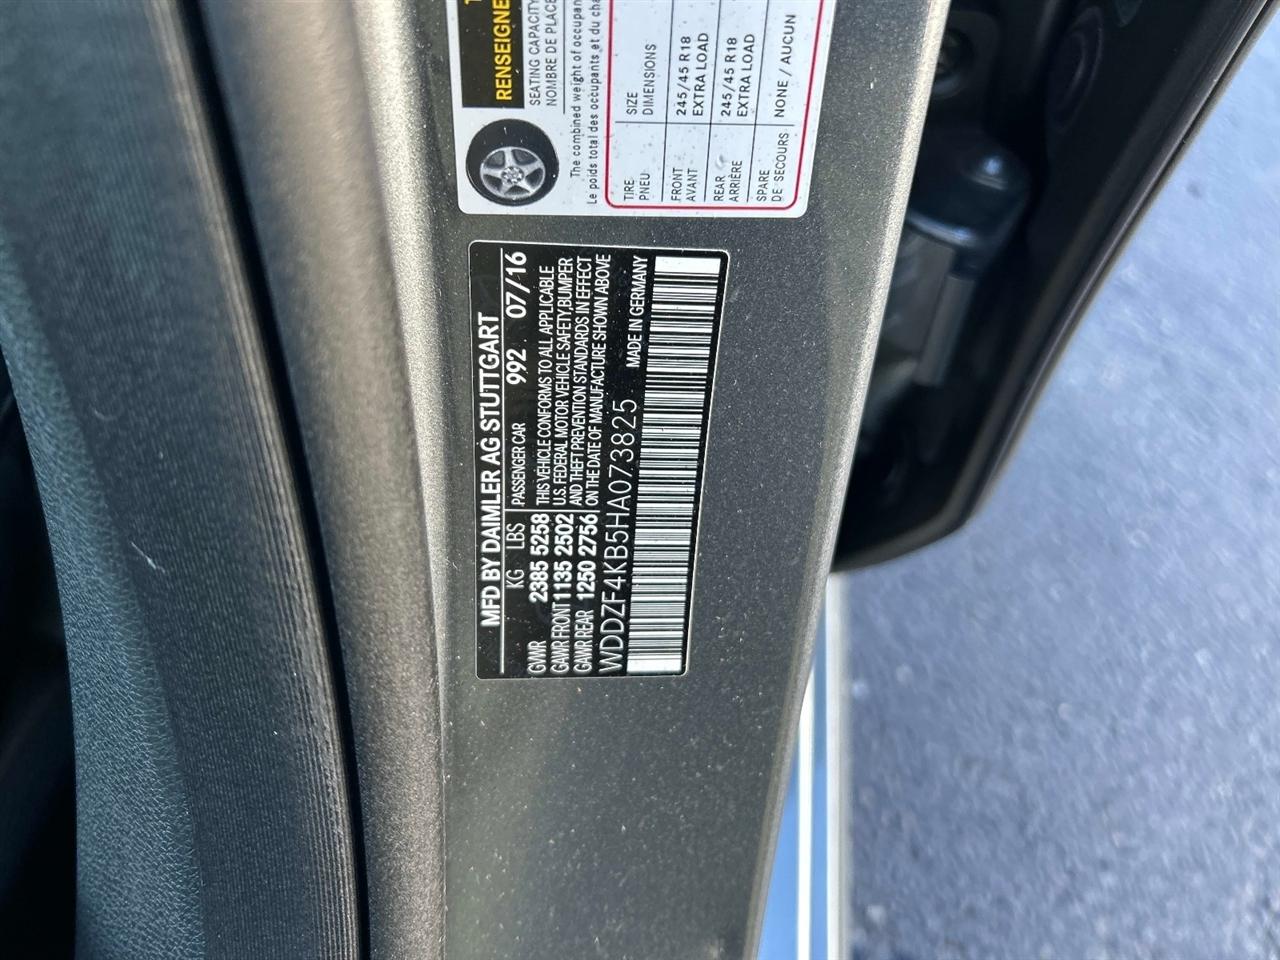 RENSEIGNE
SEATING CAPACITY
NOMBRE DE PLACE
The combined weight of occupan
Le poids total des occupants et du cha
TIRE SIZE
PNEU DIMENSIONS
FRONT 245/45 R18
AVANT EXTRA LOAD
REAR 245/45 R18
ARRIÈRE EXTRA LOAD
SPARE NONE / AUCUN
DE SECOURS
MFD BY DAIMLER AG STUTTGART
KG LBS PASSENGER CAR 992 07/16
GVWR 2385 5258
GAWR FRONT 1135 2502
GAWR REAR 1250 2756
THIS VEHICLE CONFORMS TO ALL APPLICABLE
U.S. FEDERAL MOTOR VEHICLE SAFETY, BUMPER
AND THEFT PREVENTION STANDARDS IN EFFECT
ON THE DATE OF MANUFACTURE SHOWN ABOVE
WDDZF4KB5HA073825 MADE IN GERMANY